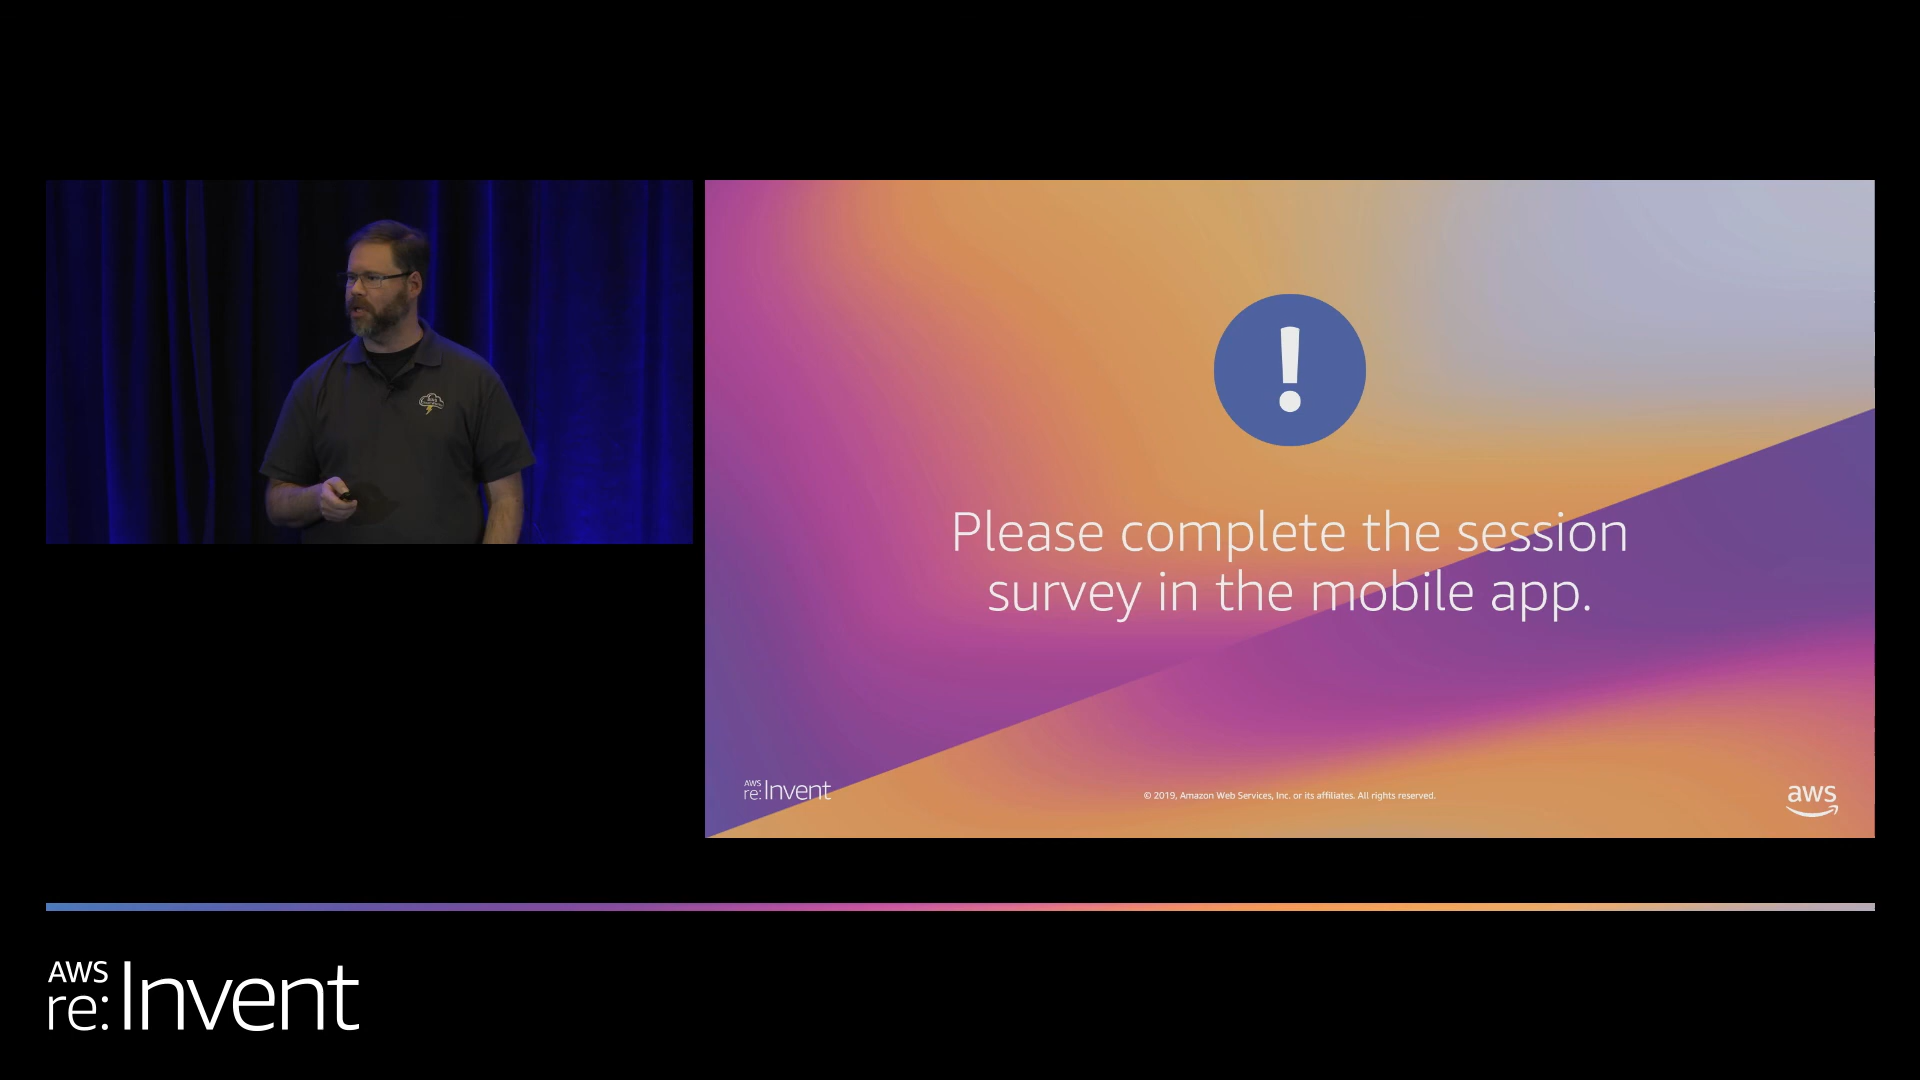 Please complete the session
survey in the mobile app.
AWS
re:Invent
© 2019, Amazon Web Services, Inc. or its affiliates. All rights reserved.
aws
AWS
re:Invent